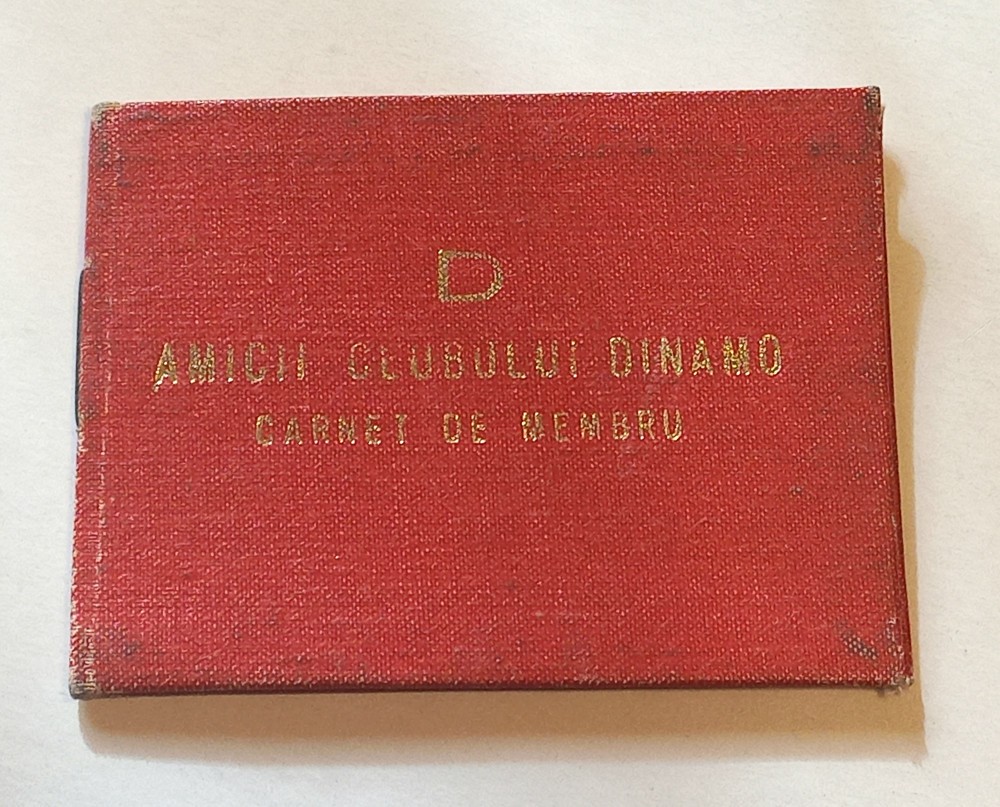 D
AMICII CLUBULUI DINAMO
CARNET DE MEMBRU